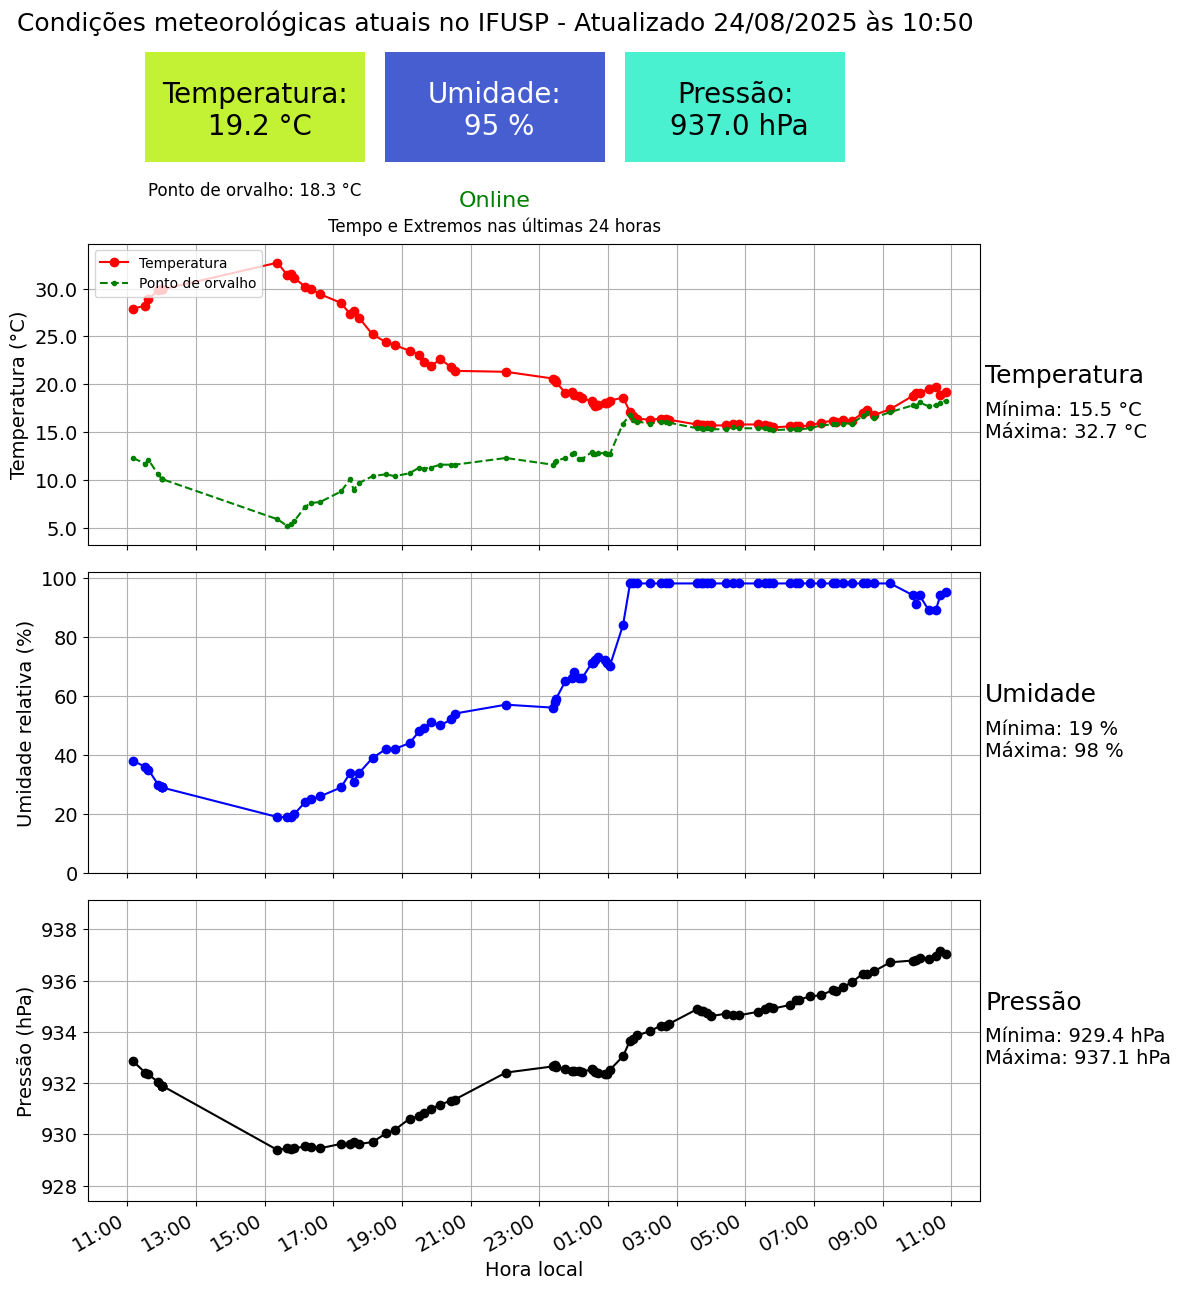 Condições meteorológicas atuais no IFUSP - Atualizado 24/08/2025 às 10:50
Temperatura:
19.2 °C
Umidade:
95 %
Pressão:
937.0 hPa
Ponto de orvalho: 18.3 °C
Online
Tempo e Extremos nas últimas 24 horas
Temperatura
Ponto de orvalho
Temperatura (°C)
30.0
25.0
20.0
15.0
10.0
5.0
Temperatura
Mínima: 15.5 °C
Máxima: 32.7 °C
Umidade relativa (%)
100
80
60
40
20
0
Umidade
Mínima: 19 %
Máxima: 98 %
Pressão (hPa)
938
936
934
932
930
928
Pressão
Mínima: 929.4 hPa
Máxima: 937.1 hPa
11:00 13:00 15:00 17:00 19:00 21:00 23:00 01:00 03:00 05:00 07:00 09:00 11:00
Hora local